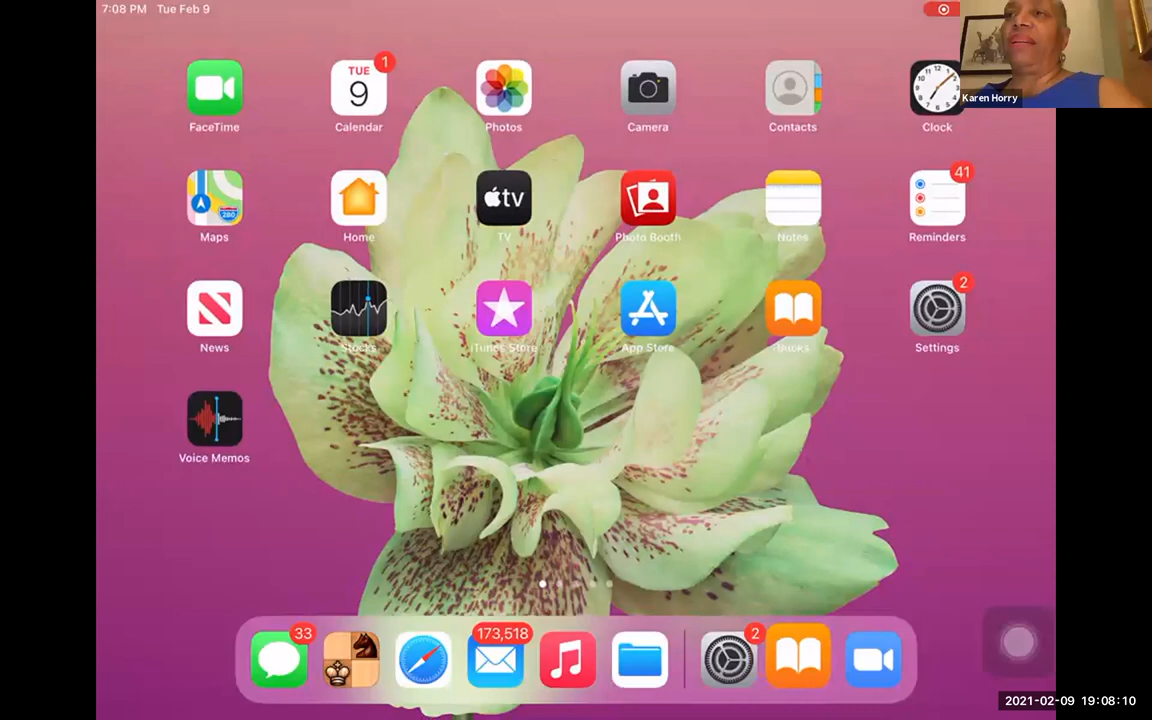 7:08 PM Tue Feb 9
Karen Horry
TUE
9
1
FaceTime
Calendar
Photos
Camera
Contacts
Clock
280
tv
41
Maps
Home
TV
Photo Booth
Notes
Reminders
2
News
Stocks
iTunes Store
App Store
Books
Settings
Voice Memos
33
173,518
2
2021-02-09 19:08:10